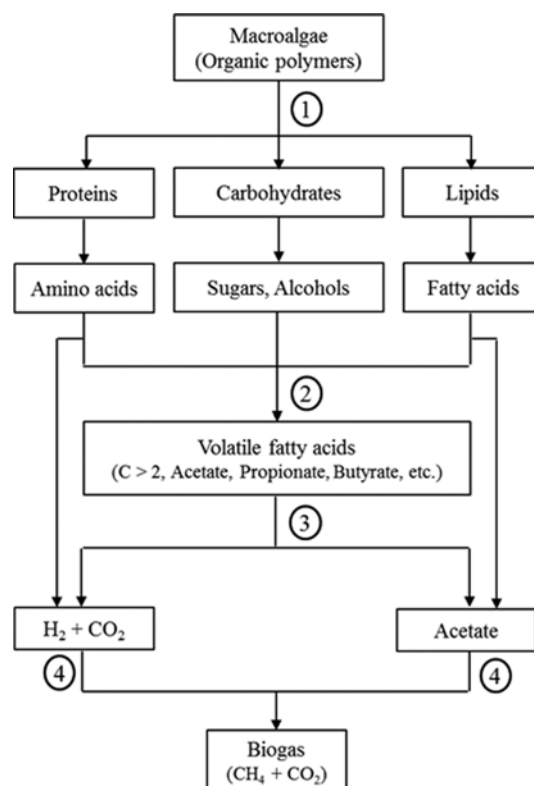 Macroalgae
(Organic polymers)
1
Proteins
Carbohydrates
Lipids
Amino acids
Sugars, Alcohols
Fatty acids
2
Volatile fatty acids
(C > 2, Acetate, Propionate, Butyrate, etc.)
3
H₂ + CO₂
Acetate
4
4
Biogas
(CH₄ + CO₂)